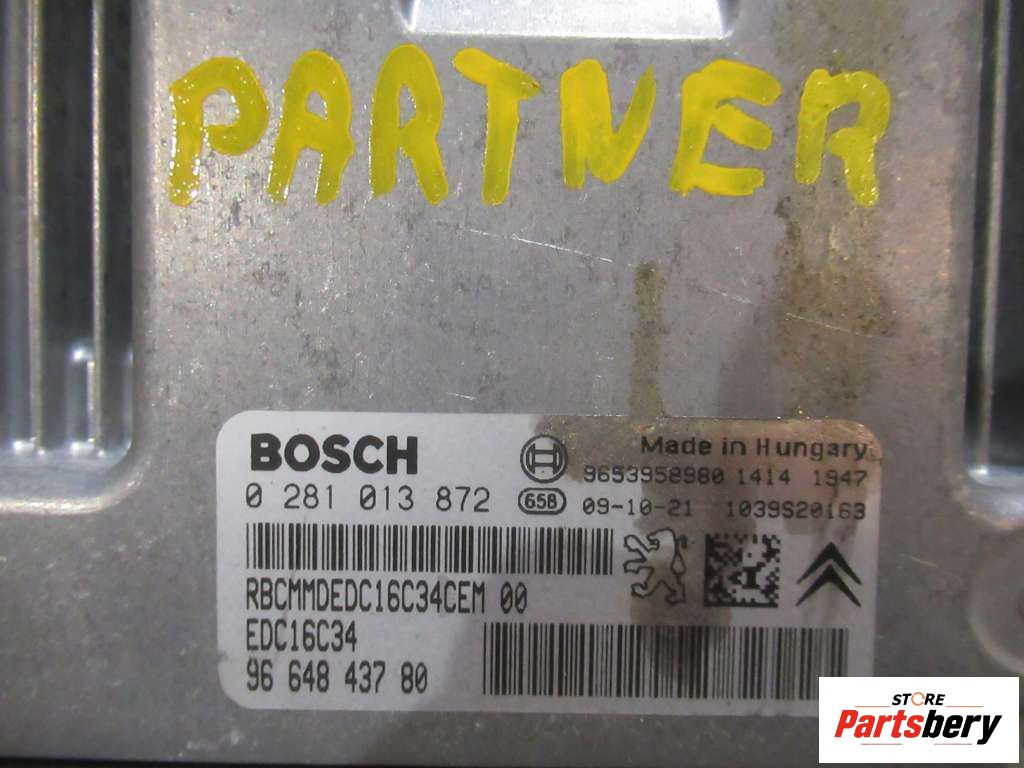 PARTNER
BOSCH
Made in Hungary
9653958980 1414 1947
0 281 013 872
65B 09-10-21 1039S20163
RBCMMDEDC16C34CEM 00
EDC16C34
96 648 437 80
STORE
Partsbery